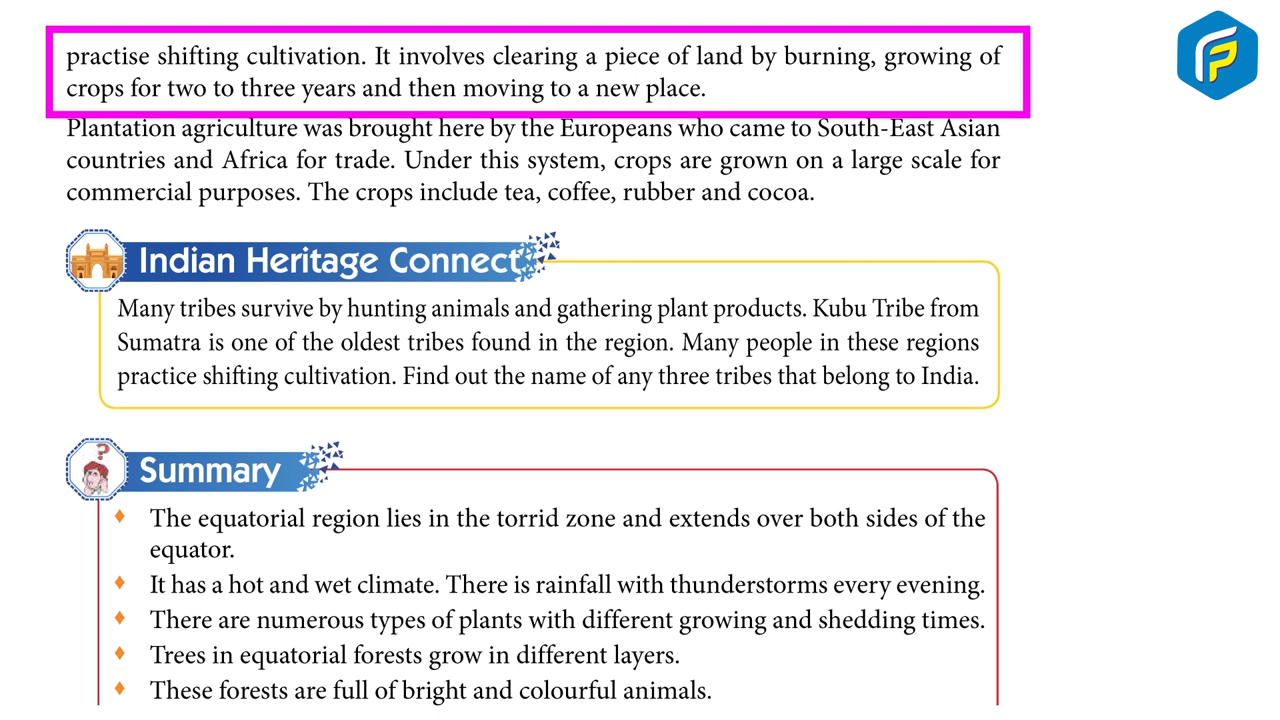 practise shifting cultivation. It involves clearing a piece of land by burning, growing of
crops for two to three years and then moving to a new place.
Plantation agriculture was brought here by the Europeans who came to South-East Asian
countries and Africa for trade. Under this system, crops are grown on a large scale for
commercial purposes. The crops include tea, coffee, rubber and cocoa.
Indian Heritage Connect
Many tribes survive by hunting animals and gathering plant products. Kubu Tribe from
Sumatra is one of the oldest tribes found in the region. Many people in these regions
practice shifting cultivation. Find out the name of any three tribes that belong to India.
?
Summary
♦ The equatorial region lies in the torrid zone and extends over both sides of the
equator.
♦ It has a hot and wet climate. There is rainfall with thunderstorms every evening.
♦ There are numerous types of plants with different growing and shedding times.
♦ Trees in equatorial forests grow in different layers.
♦ These forests are full of bright and colourful animals.